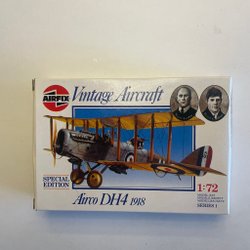 AIRFIX
Vintage Aircraft
SPECIAL
EDITION
1:72
Airco DH4 1918
SERIES 1